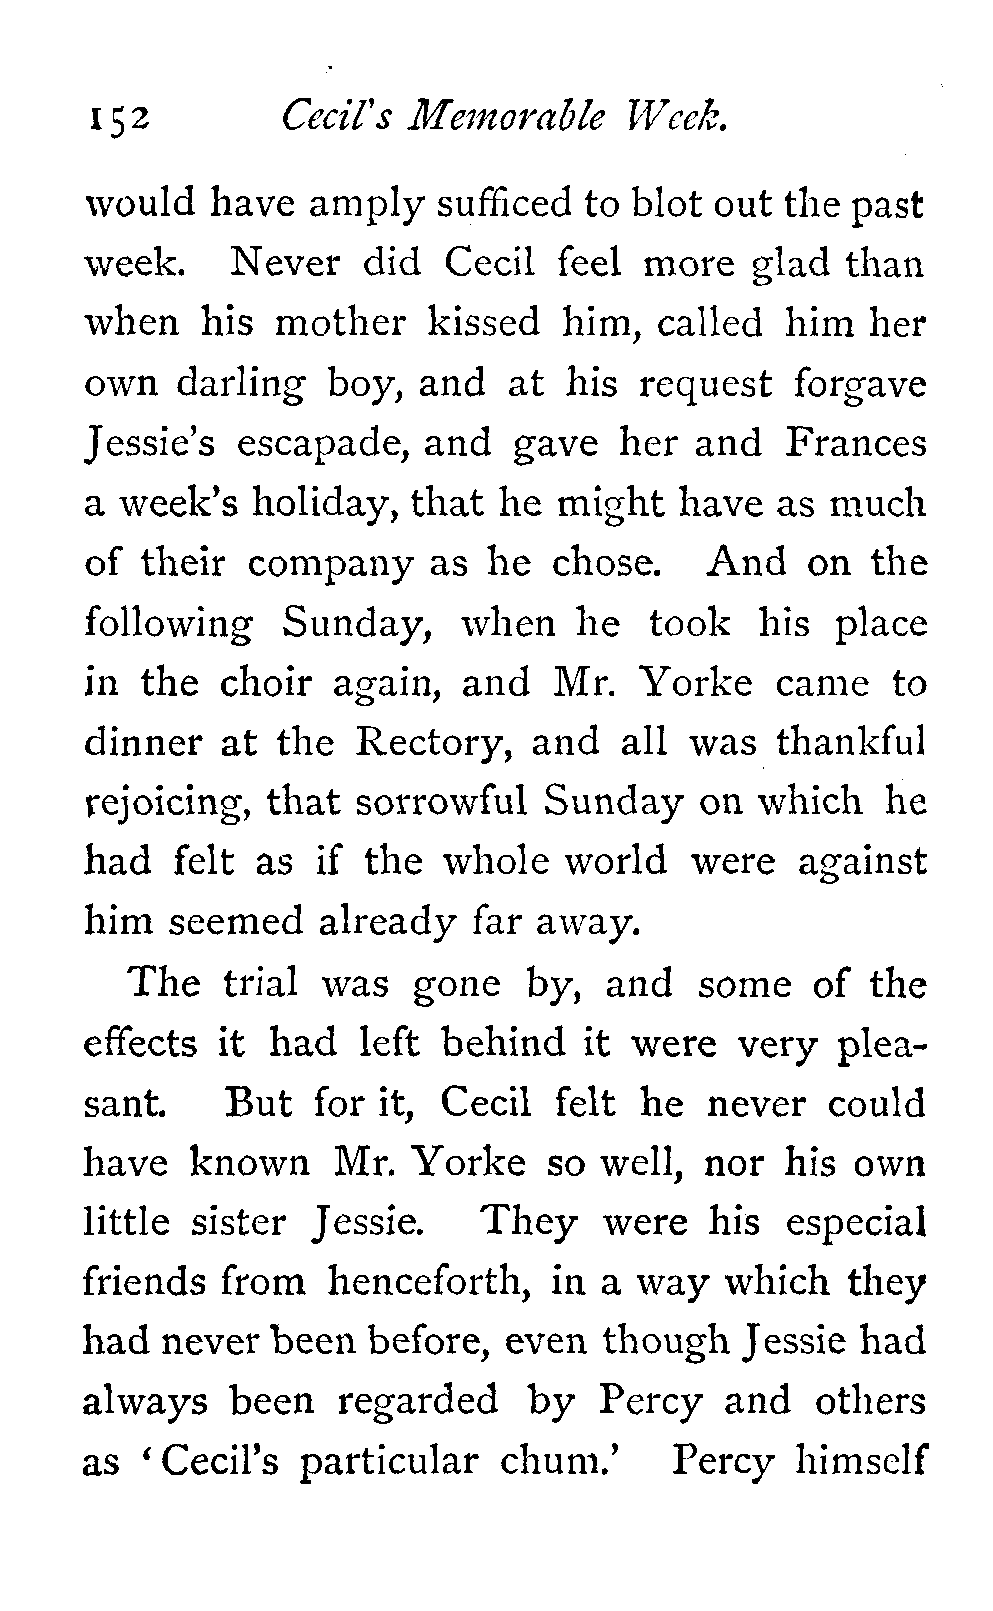 152 Cecil's Memorable Week.
would have amply sufficed to blot out the past
week. Never did Cecil feel more glad than
when his mother kissed him, called him her
own darling boy, and at his request forgave
Jessie's escapade, and gave her and Frances
a week's holiday, that he might have as much
of their company as he chose. And on the
following Sunday, when he took his place
in the choir again, and Mr. Yorke came to
dinner at the Rectory, and all was thankful
rejoicing, that sorrowful Sunday on which he
had felt as if the whole world were against
him seemed already far away.
The trial was gone by, and some of the
effects it had left behind it were very plea-
sant. But for it, Cecil felt he never could
have known Mr. Yorke so well, nor his own
little sister Jessie. They were his especial
friends from henceforth, in a way which they
had never been before, even though Jessie had
always been regarded by Percy and others
as ‘Cecil's particular chum.’ Percy himself